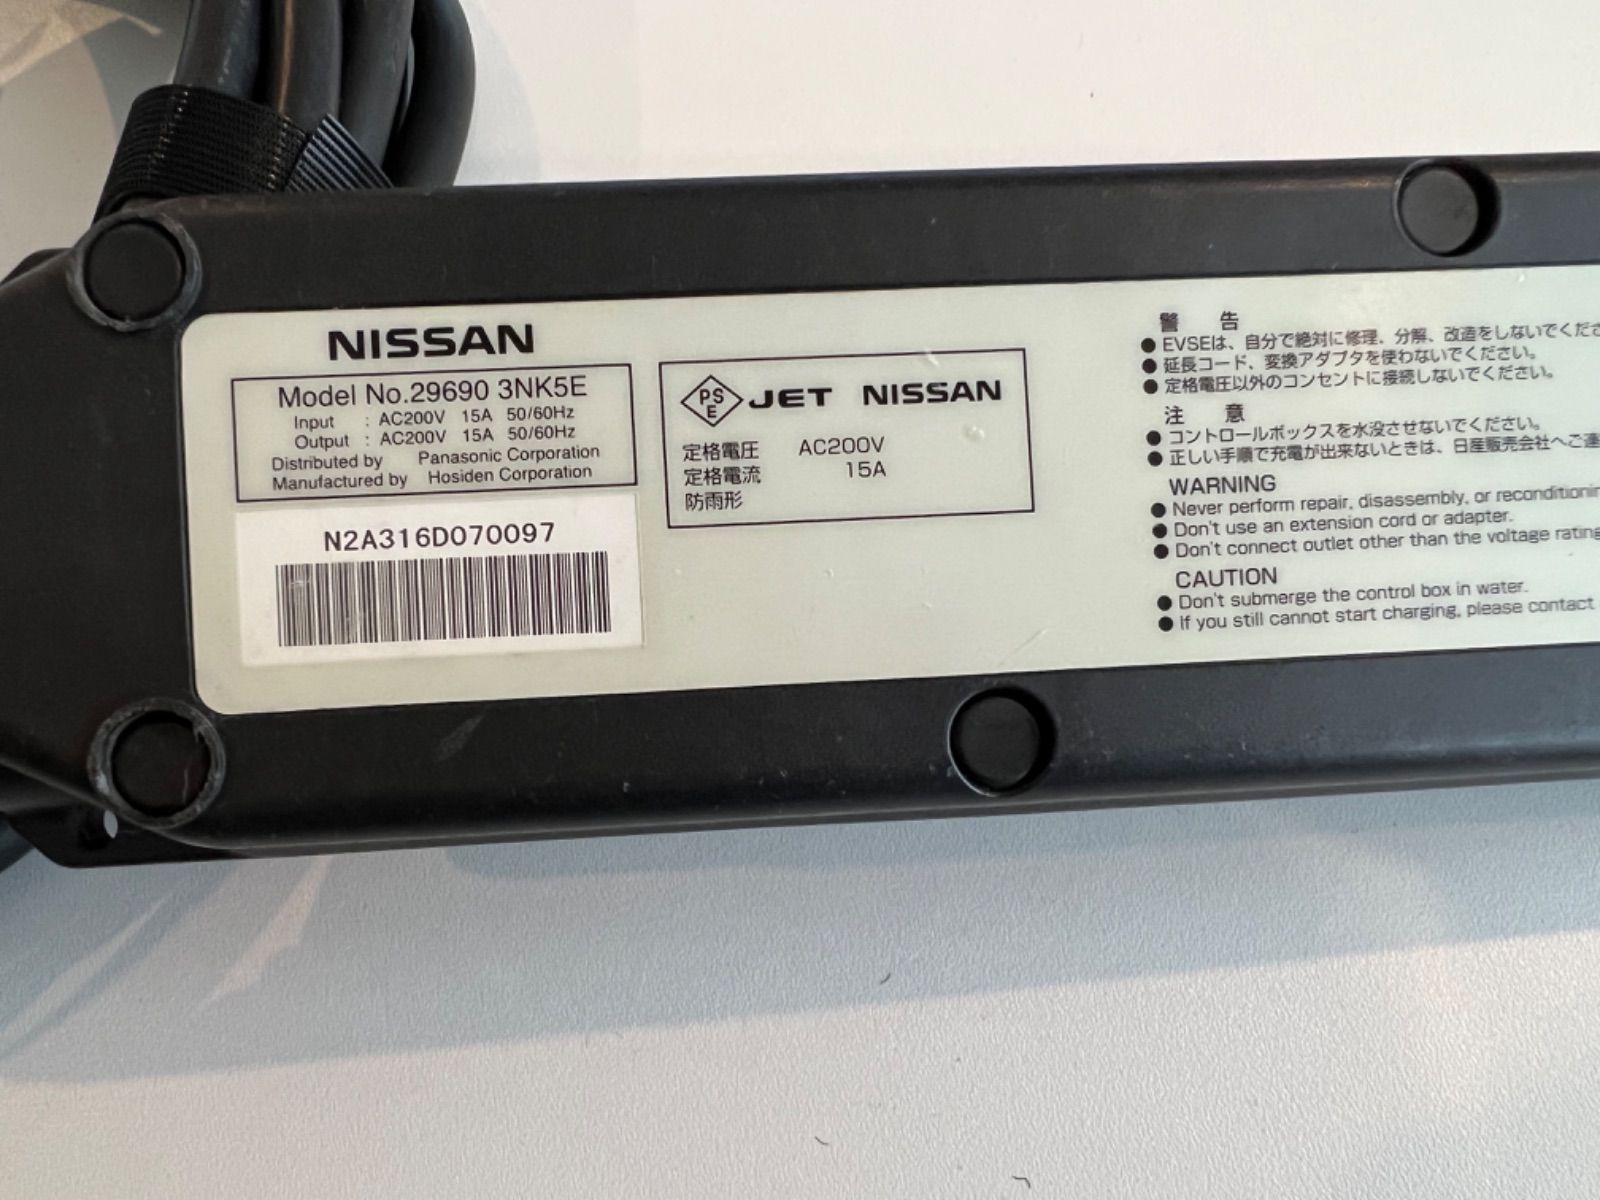 NISSAN
Model No.29690 3NK5E
Input : AC200V 15A 50/60Hz
Output : AC200V 15A 50/60Hz
Distributed by Panasonic Corporation
Manufactured by Hosiden Corporation
N2A316D070097
PS
E
JET NISSAN
定格電圧 AC200V
定格電流 15A
防雨形
警 告
● EVSEは、自分で絶対に修理、分解、改造をしないでくださ
● 延長コード、変換アダプタを使わないでください。
● 定格電圧以外のコンセントに接続しないでください。
注 意
● コントロールボックスを水没させないでください。
● 正しい手順で充電が出来ないときは、日産販売会社へご連
WARNING
● Never perform repair, disassembly, or reconditionin
● Don't use an extension cord or adapter.
● Don't connect outlet other than the voltage rating
CAUTION
● Don't submerge the control box in water.
● If you still cannot start charging, please contact